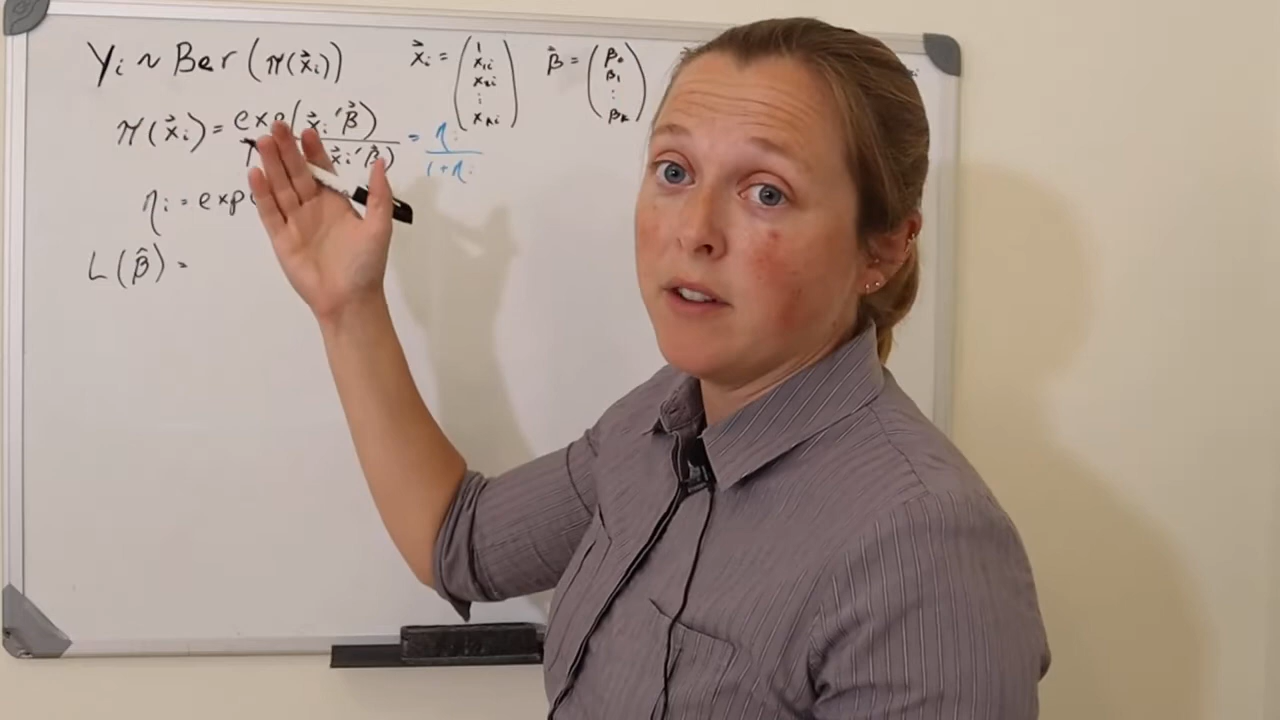 Yᵢ ~ Ber(π(x⃗ᵢ))   x⃗ᵢ = (1 x₁ᵢ x₂ᵢ ⋮ xₖᵢ)   β⃗ = (β₀ β₁ ⋮ βₖ)
π(x⃗ᵢ) = exp(x⃗ᵢ'β⃗) / x⃗ᵢ'β⃗) = ηᵢ / 1+ηᵢ
ηᵢ = exp
L(β̂) =